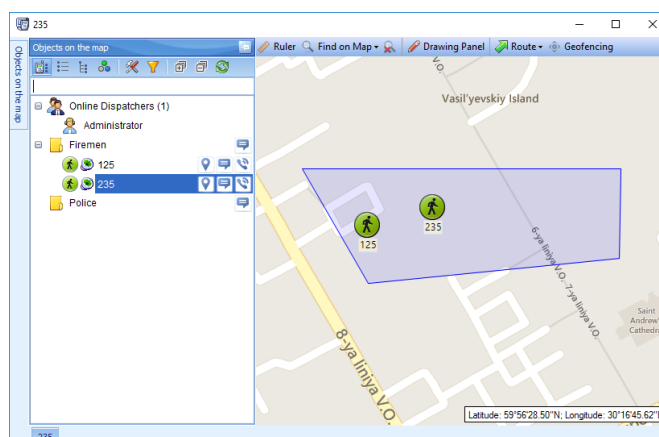 235
Objects on the map
Objects on the map
Ruler
Find on Map
Drawing Panel
Route
Geofencing
Online Dispatchers (1)
Administrator
Firemen
125
235
Police
V.O.
Vasil'yevskiy Island
125
235
6-ya liniya V.O.
7-ya liniya V.O.
8-ya liniya V.O.
Saint
Andrew's
Cathedra
Latitude: 59°56'28.50"N; Longitude: 30°16'45.62"E
235